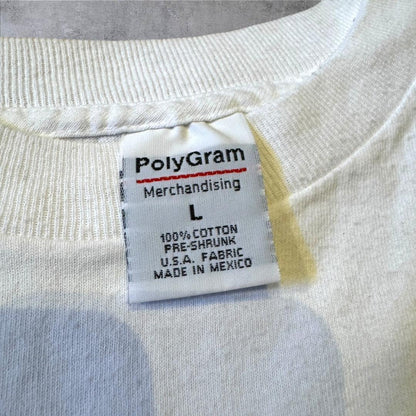 PolyGram
Merchandising
L
100% COTTON
PRE-SHRUNK
U.S.A. FABRIC
MADE IN MEXICO